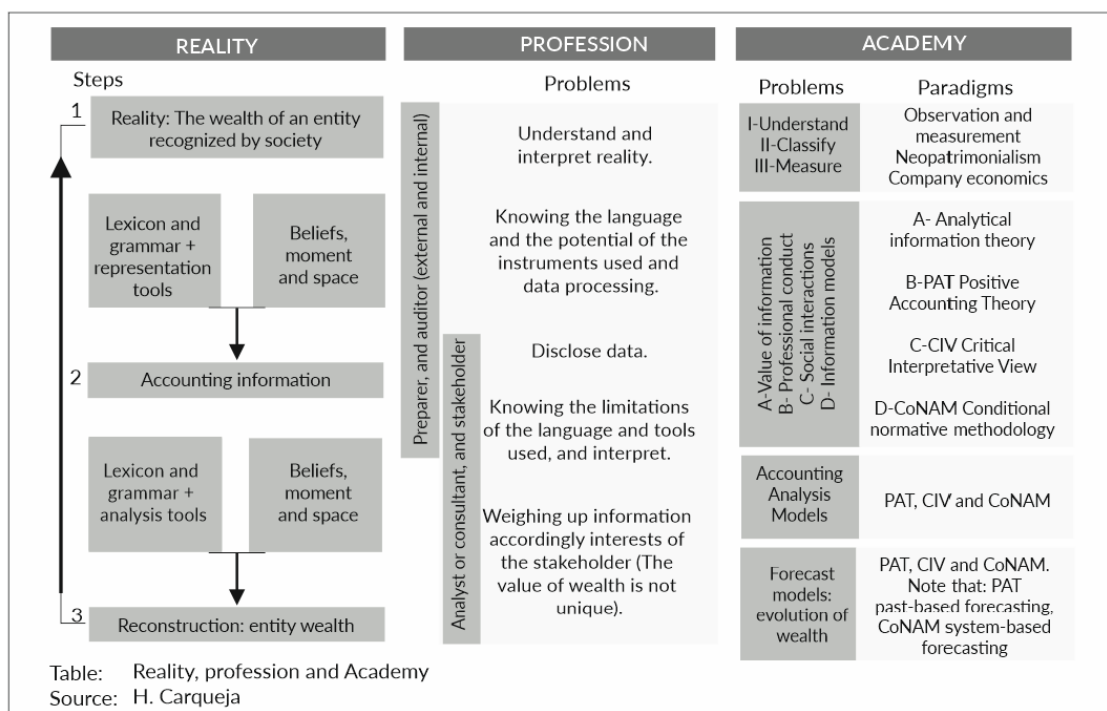 REALITY
Steps
1
Reality: The wealth of an entity
recognized by society
Lexicon and
grammar +
representation
tools
Beliefs,
moment
and space
2
Accounting information
Lexicon and
grammar +
analysis tools
Beliefs,
moment
and space
3
Reconstruction: entity wealth
PROFESSION
Problems
Preparer, and auditor (external and internal)
Analyst or consultant, and stakeholder
Understand and
interpret reality.
Knowing the language
and the potential of the
instruments used and
data processing.
Disclose data.
Knowing the limitations
of the language and tools
used, and interpret.
Weighing up information
accordingly interests of
the stakeholder (The
value of wealth is not
unique).
ACADEMY
Problems
Paradigms
I-Understand
II-Classify
III-Measure
Observation and
measurement
Neopatrimonialism
Company economics
A-Value of information
B- Professional conduct
C- Social interactions
D- Information models
A- Analytical
information theory
B-PAT Positive
Accounting Theory
C-CIV Critical
Interpretative View
D-CoNAM Conditional
normative methodology
Accounting
Analysis
Models
PAT, CIV and CoNAM
Forecast
models:
evolution of
wealth
PAT, CIV and CoNAM.
Note that: PAT
past-based forecasting,
CoNAM system-based
forecasting
Table: Reality, profession and Academy
Source: H. Carqueja